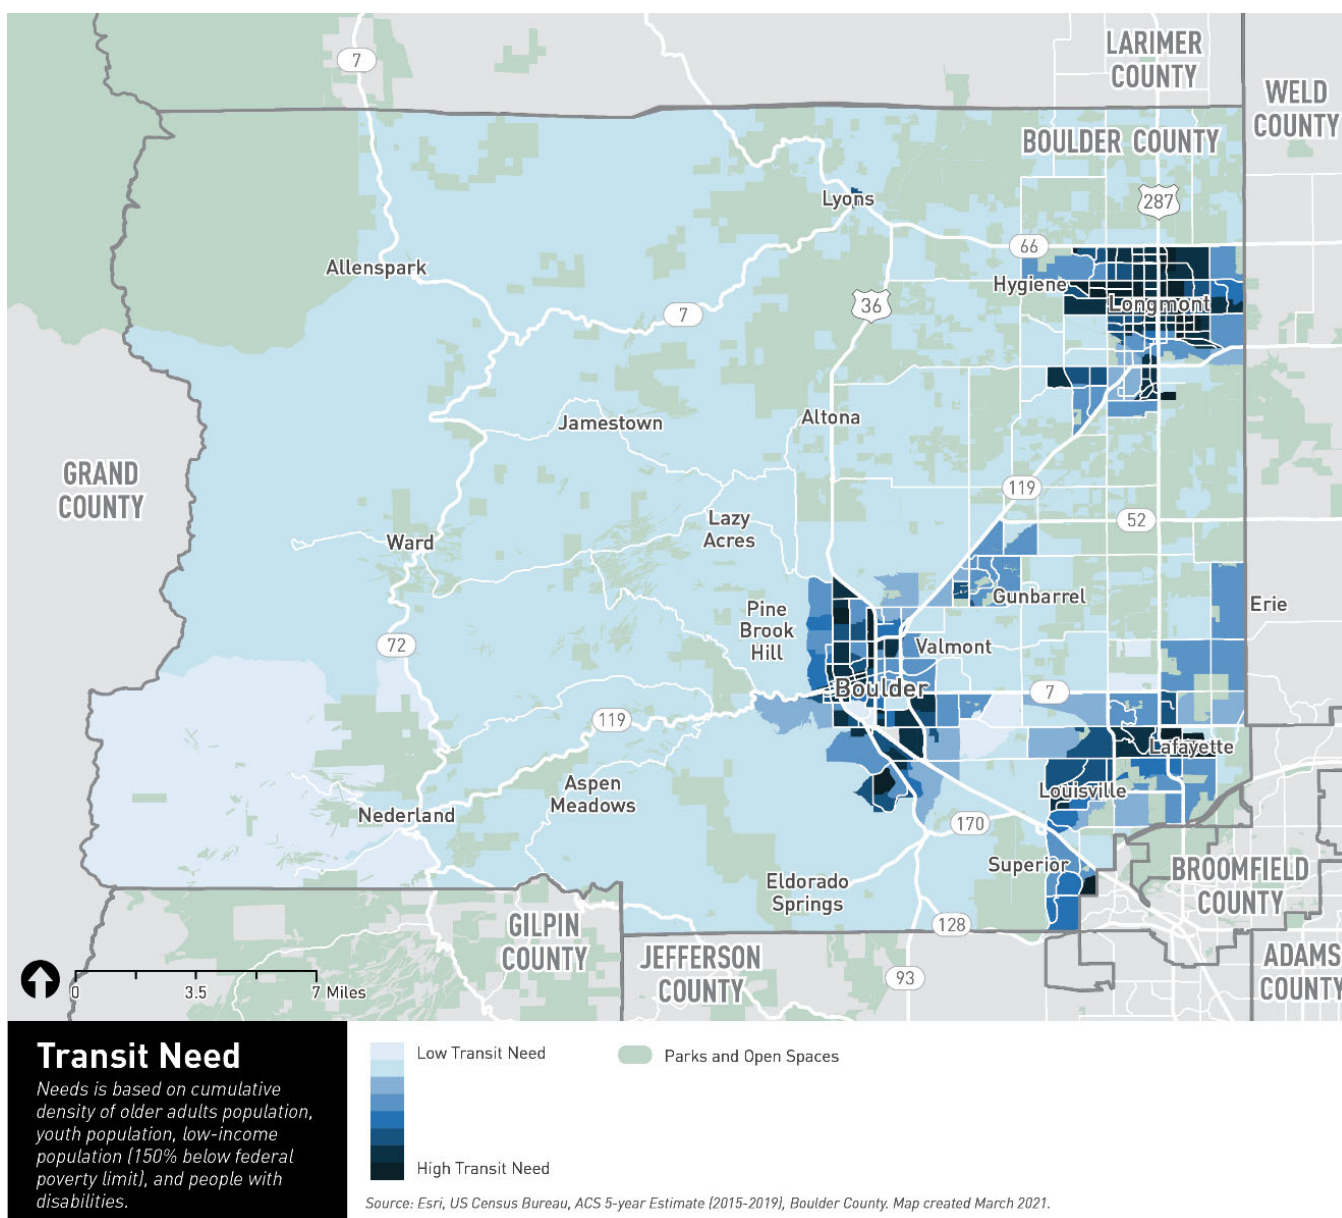 LARIMER
COUNTY
WELD
COUNTY
BOULDER COUNTY
7
287
Lyons
66
Allenspark
Hygiene
Longmont
7
36
Jamestown
Altona
GRAND
COUNTY
119
52
Lazy
Acres
Ward
Gunbarrel
Erie
Pine
Brook
Hill
72
Valmont
Boulder
7
119
Lafayette
Aspen
Meadows
Louisville
Nederland
170
Superior
BROOMFIELD
COUNTY
Eldorado
Springs
128
GILPIN
COUNTY
JEFFERSON
COUNTY
93
ADAMS
COUNTY
0
3.5
7 Miles
Transit Need
Needs is based on cumulative
density of older adults population,
youth population, low-income
population (150% below federal
poverty limit), and people with
disabilities.
Low Transit Need
High Transit Need
Parks and Open Spaces
Source: Esri, US Census Bureau, ACS 5-year Estimate (2015-2019), Boulder County. Map created March 2021.